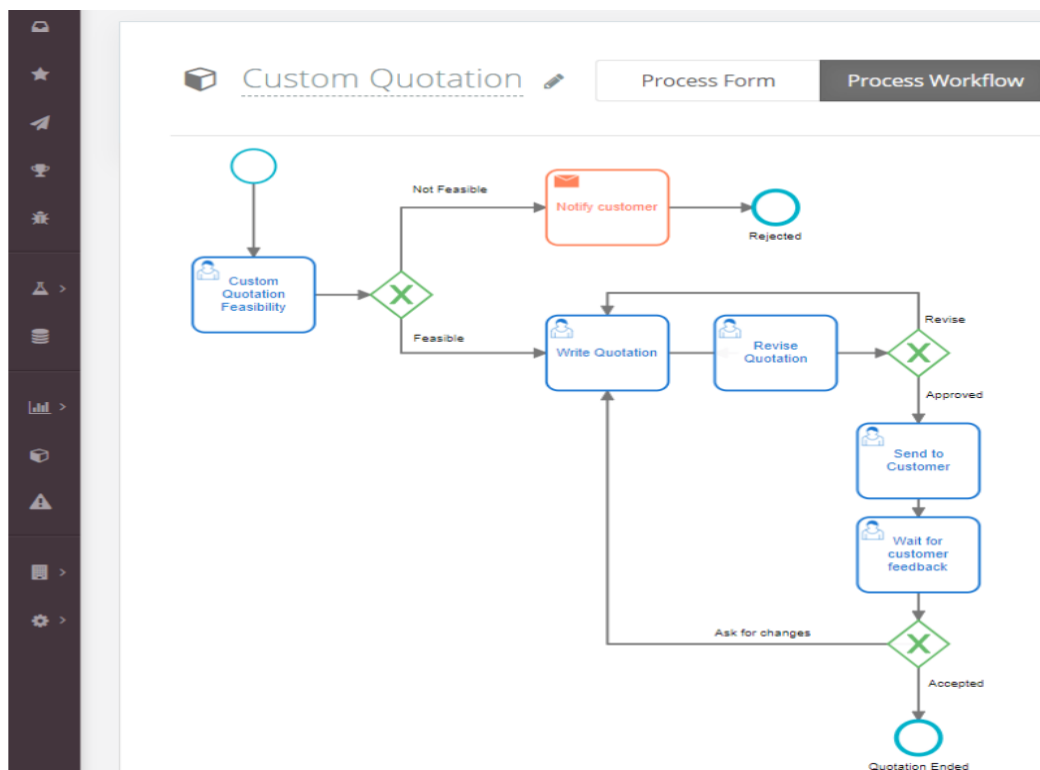 Custom Quotation
Process Form
Process Workflow
Not Feasible
Notify customer
Rejected
Custom
Quotation
Feasibility
Feasible
Write Quotation
Revise
Quotation
Revise
Approved
Send to
Customer
Wait for
customer
feedback
Ask for changes
Accepted
Quotation Ended